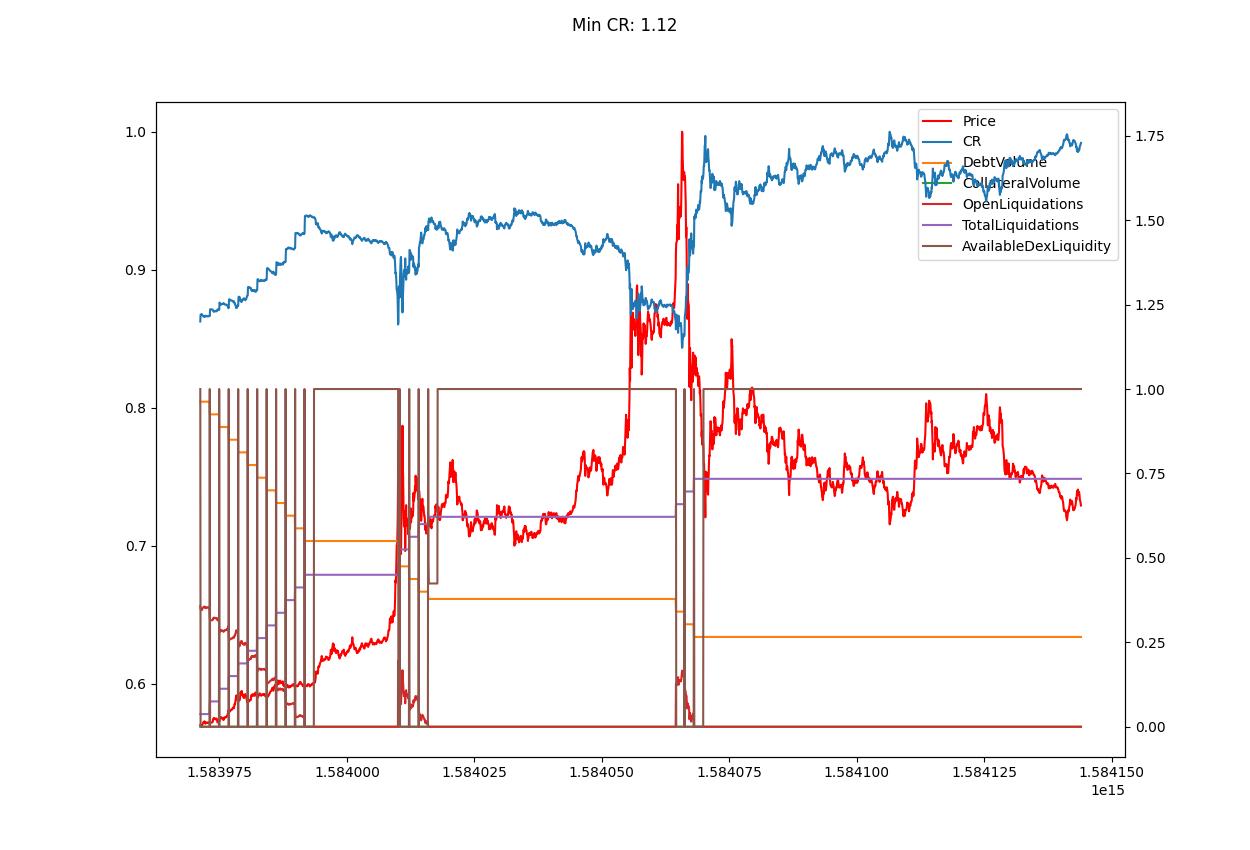 Min CR: 1.12
Price
CR
DebtVolume
CollateralVolume
OpenLiquidations
TotalLiquidations
AvailableDexLiquidity
1.0
0.9
0.8
0.7
0.6
1.75
1.50
1.25
1.00
0.75
0.50
0.25
0.00
1.583975 1.584000 1.584025 1.584050 1.584075 1.584100 1.584125 1.584150
1e15